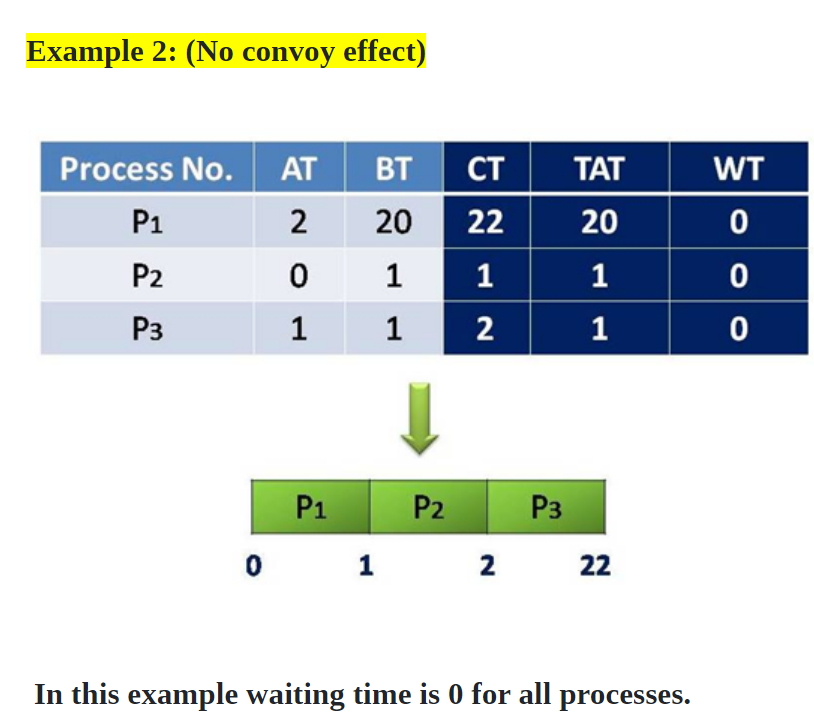 Example 2: (No convoy effect)
Process No. AT BT CT TAT WT
P1 2 20 22 20 0
P2 0 1 1 1 0
P3 1 1 2 1 0
P1 P2 P3
0 1 2 22
In this example waiting time is 0 for all processes.